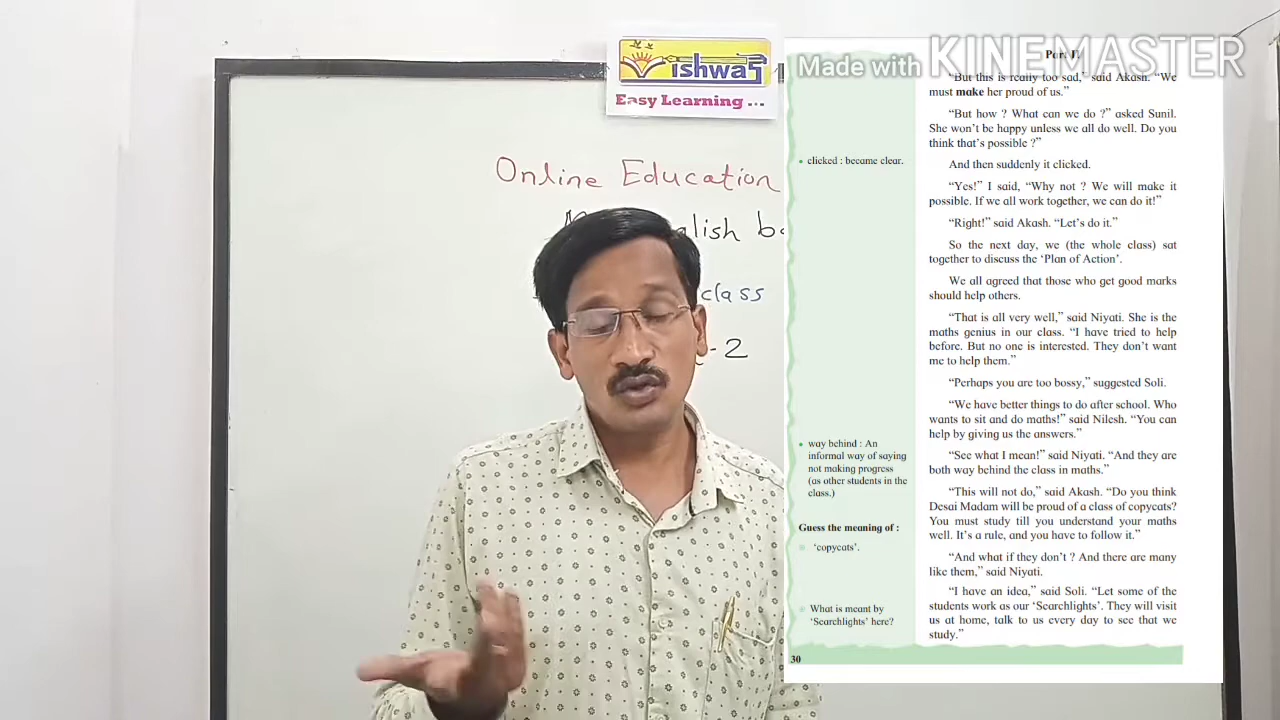 ishwar
Easy Learning ...
Online Education
alish
class
- 2
Made with KINEMASTER
Part II
“But this is really too sad,” said Akash. “We
must make her proud of us.”
“But how ? What can we do ?” asked Sunil.
She won’t be happy unless we all do well. Do you
think that’s possible ?”
• clicked : became clear.
And then suddenly it clicked.
“Yes!” I said, “Why not ? We will make it
possible. If we all work together, we can do it!”
“Right!” said Akash. “Let’s do it.”
So the next day, we (the whole class) sat
together to discuss the ‘Plan of Action’.
We all agreed that those who get good marks
should help others.
“That is all very well,” said Niyati. She is the
maths genius in our class. “I have tried to help
before. But no one is interested. They don’t want
me to help them.”
“Perhaps you are too bossy,” suggested Soli.
“We have better things to do after school. Who
wants to sit and do maths!” said Nilesh. “You can
help by giving us the answers.”
• way behind : An
informal way of saying
not making progress
(as other students in the
class.)
“See what I mean!” said Niyati. “And they are
both way behind the class in maths.”
“This will not do,” said Akash. “Do you think
Desai Madam will be proud of a class of copycats?
You must study till you understand your maths
well. It’s a rule, and you have to follow it.”
Guess the meaning of :
‘copycats’.
“And what if they don’t ? And there are many
like them,” said Niyati.
“I have an idea,” said Soli. “Let some of the
students work as our ‘Searchlights’. They will visit
us at home, talk to us every day to see that we
study.”
What is meant by
‘Searchlights’ here?
30